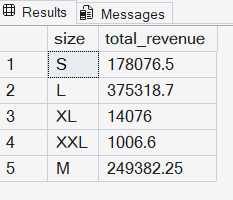 Results Messages
size total_revenue
1 S 178076.5
2 L 375318.7
3 XL 14076
4 XXL 1006.6
5 M 249382.25